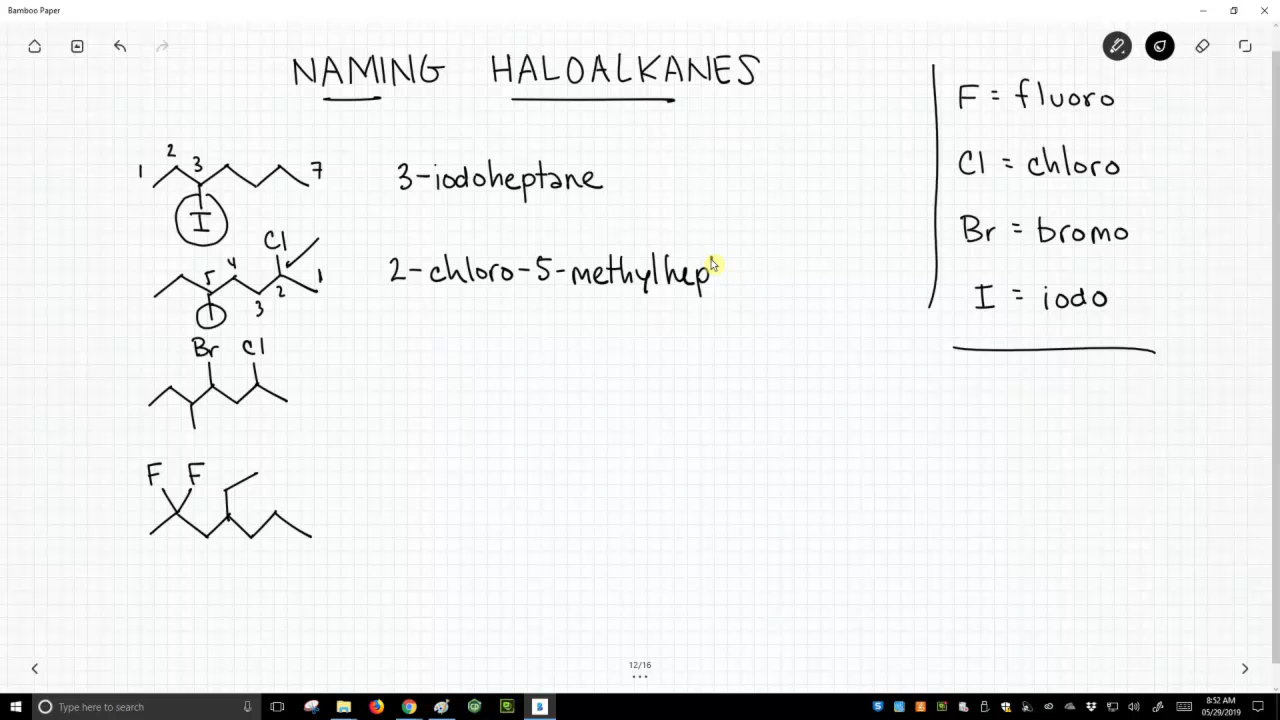 Bamboo Paper
NAMING HALOALKANES
F = fluoro
Cl = chloro
Br = bromo
I = iodo
1 2 3 7
I
3-iodoheptane
Cl
5 4 3 2 1
2-chloro-5-methylhep
Br Cl
F F
12/16
Type here to search
8:52 AM
05/29/2019